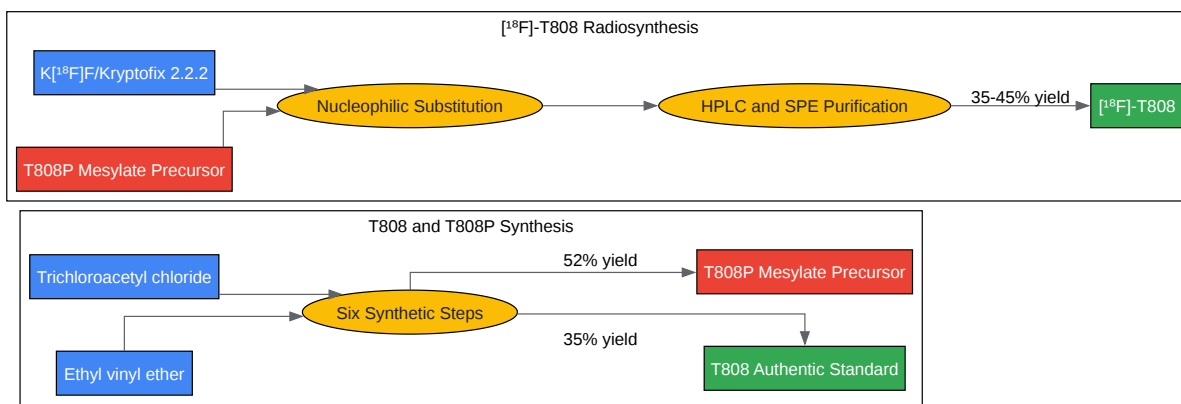 [¹⁸F]-T808 Radiosynthesis
K[¹⁸F]F/Kryptofix 2.2.2
Nucleophilic Substitution
HPLC and SPE Purification
35-45% yield
[¹⁸F]-T808
T808P Mesylate Precursor
T808 and T808P Synthesis
Trichloroacetyl chloride
52% yield
T808P Mesylate Precursor
Six Synthetic Steps
35% yield
Ethyl vinyl ether
T808 Authentic Standard